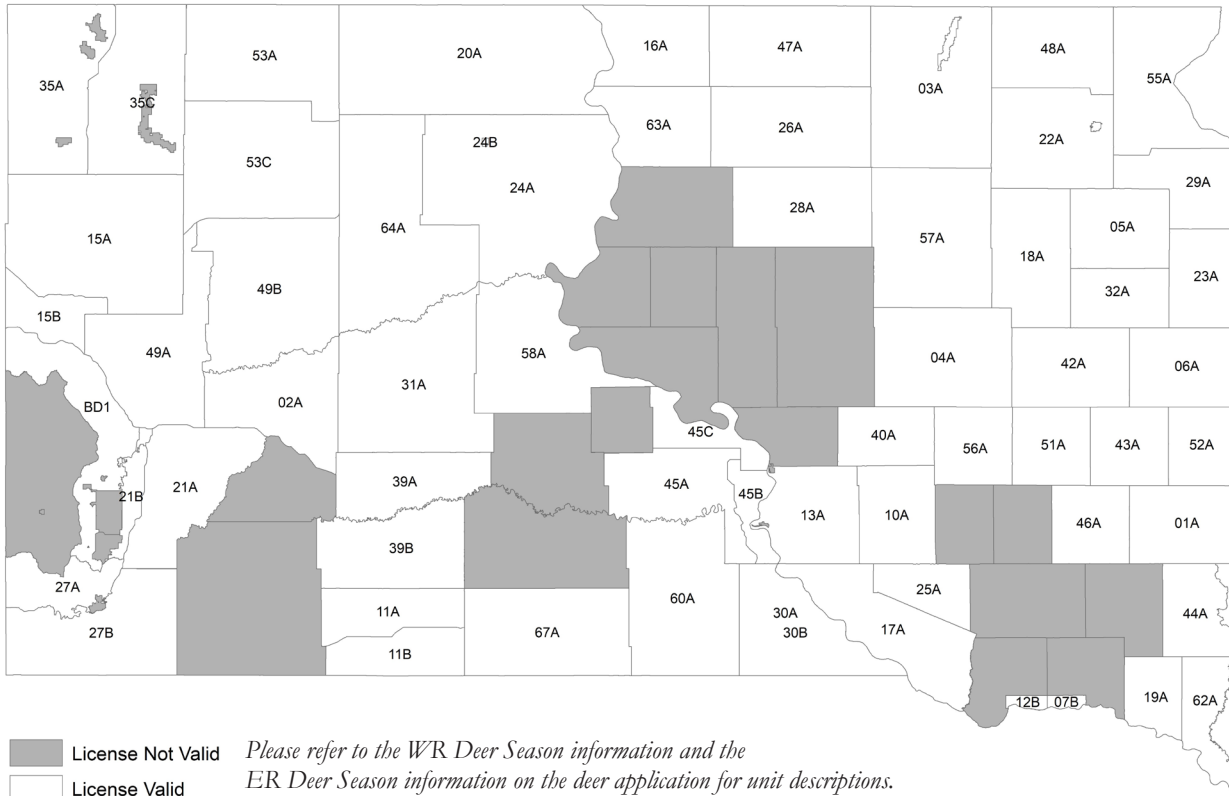 53A
20A
16A
47A
48A
55A
35A
35C
03A
63A
26A
22A
24B
53C
24A
29A
28A
05A
64A
15A
57A
18A
23A
49B
32A
15B
49A
58A
04A
42A
06A
31A
02A
BD1
45C
40A
56A
51A
43A
52A
39A
45A
21A
21B
45B
13A
10A
46A
01A
39B
27A
60A
25A
11A
30A
44A
27B
67A
30B
17A
11B
12B
07B
19A
62A
License Not Valid
License Valid
Please refer to the WR Deer Season information and the
ER Deer Season information on the deer application for unit descriptions.